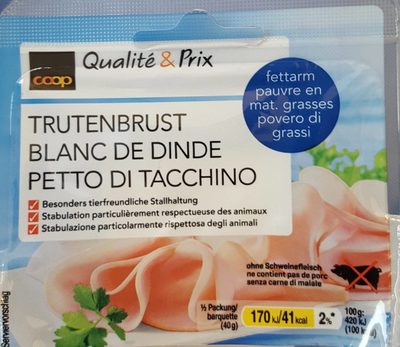 coop
Qualité & Prix
fettarm
pauvre en
mat. grasses
povero di
grassi
TRUTENBRUST
BLANC DE DINDE
PETTO DI TACCHINO
Besonders tierfreundliche Stallhaltung
Stabulation particulièrement respectueuse des animaux
Stabulazione particolarmente rispettosa degli animali
ohne Schweinefleisch
ne contient pas de porc
senza carne di maiale
½ Packung/
barquette
(40g)
170 kJ/41 kcal
2%*
100g:
420 kJ
(100 kcal)
Serviervorschlag